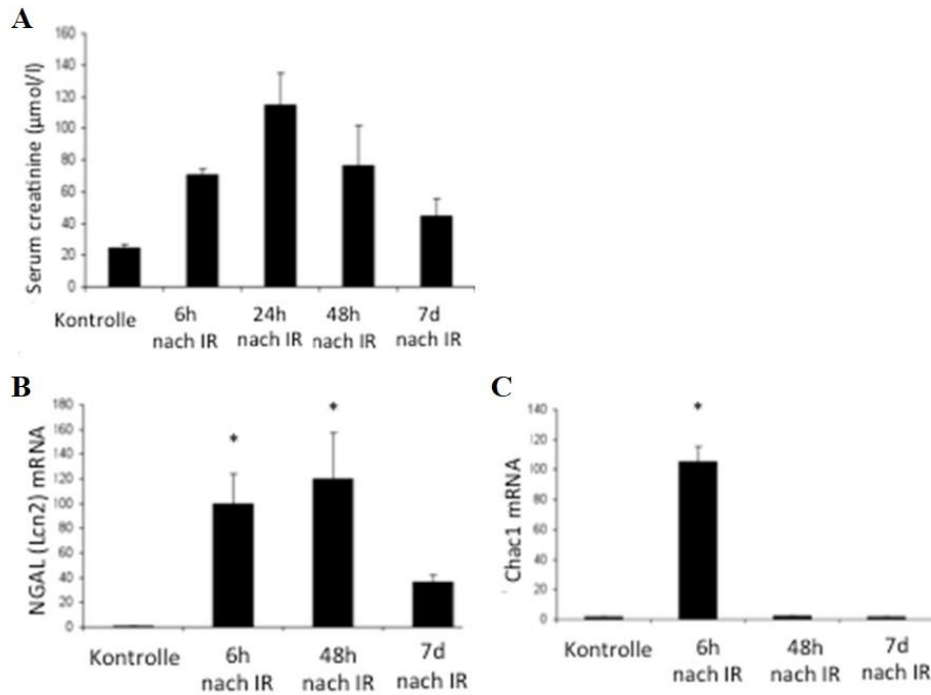 A
Serum creatinine (μmol/l)
160
140
120
100
80
60
40
20
0
Kontrolle
6h
nach IR
24h
nach IR
48h
nach IR
7d
nach IR
B
NGAL (Lcn2) mRNA
180
160
140
120
100
80
60
40
20
0
*
*
Kontrolle
6h
nach IR
48h
nach IR
7d
nach IR
C
Chac1 mRNA
140
120
100
80
60
40
20
0
*
Kontrolle
6h
nach IR
48h
nach IR
7d
nach IR